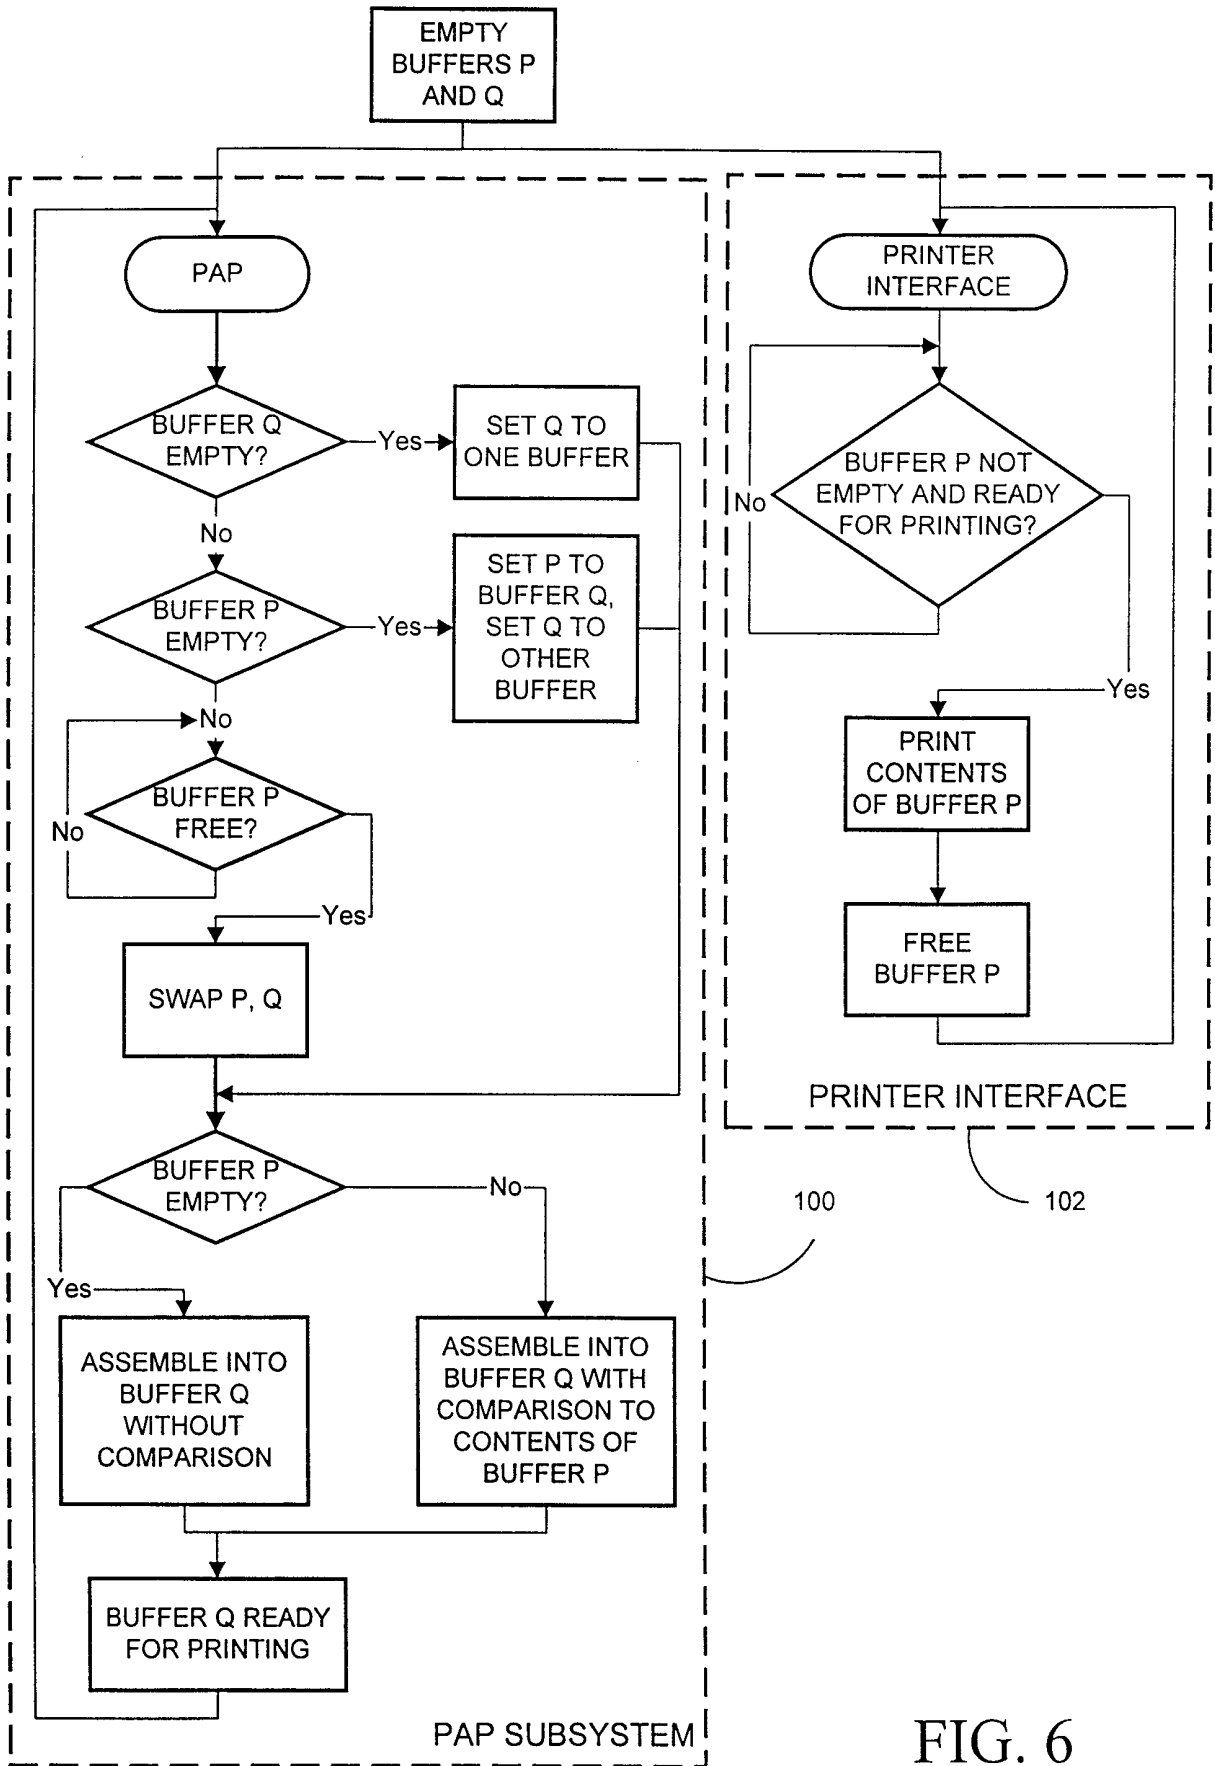 EMPTY
BUFFERS P
AND Q
PAP
BUFFER Q
EMPTY?
Yes
SET Q TO
ONE BUFFER
No
BUFFER P
EMPTY?
Yes
SET P TO
BUFFER Q,
SET Q TO
OTHER
BUFFER
No
BUFFER P
FREE?
No
Yes
SWAP P, Q
BUFFER P
EMPTY?
No
Yes
ASSEMBLE INTO
BUFFER Q
WITHOUT
COMPARISON
ASSEMBLE INTO
BUFFER Q WITH
COMPARISON TO
CONTENTS OF
BUFFER P
BUFFER Q READY
FOR PRINTING
PAP SUBSYSTEM
100
PRINTER
INTERFACE
BUFFER P NOT
EMPTY AND READY
FOR PRINTING?
No
Yes
PRINT
CONTENTS
OF BUFFER P
FREE
BUFFER P
PRINTER INTERFACE
102
FIG. 6